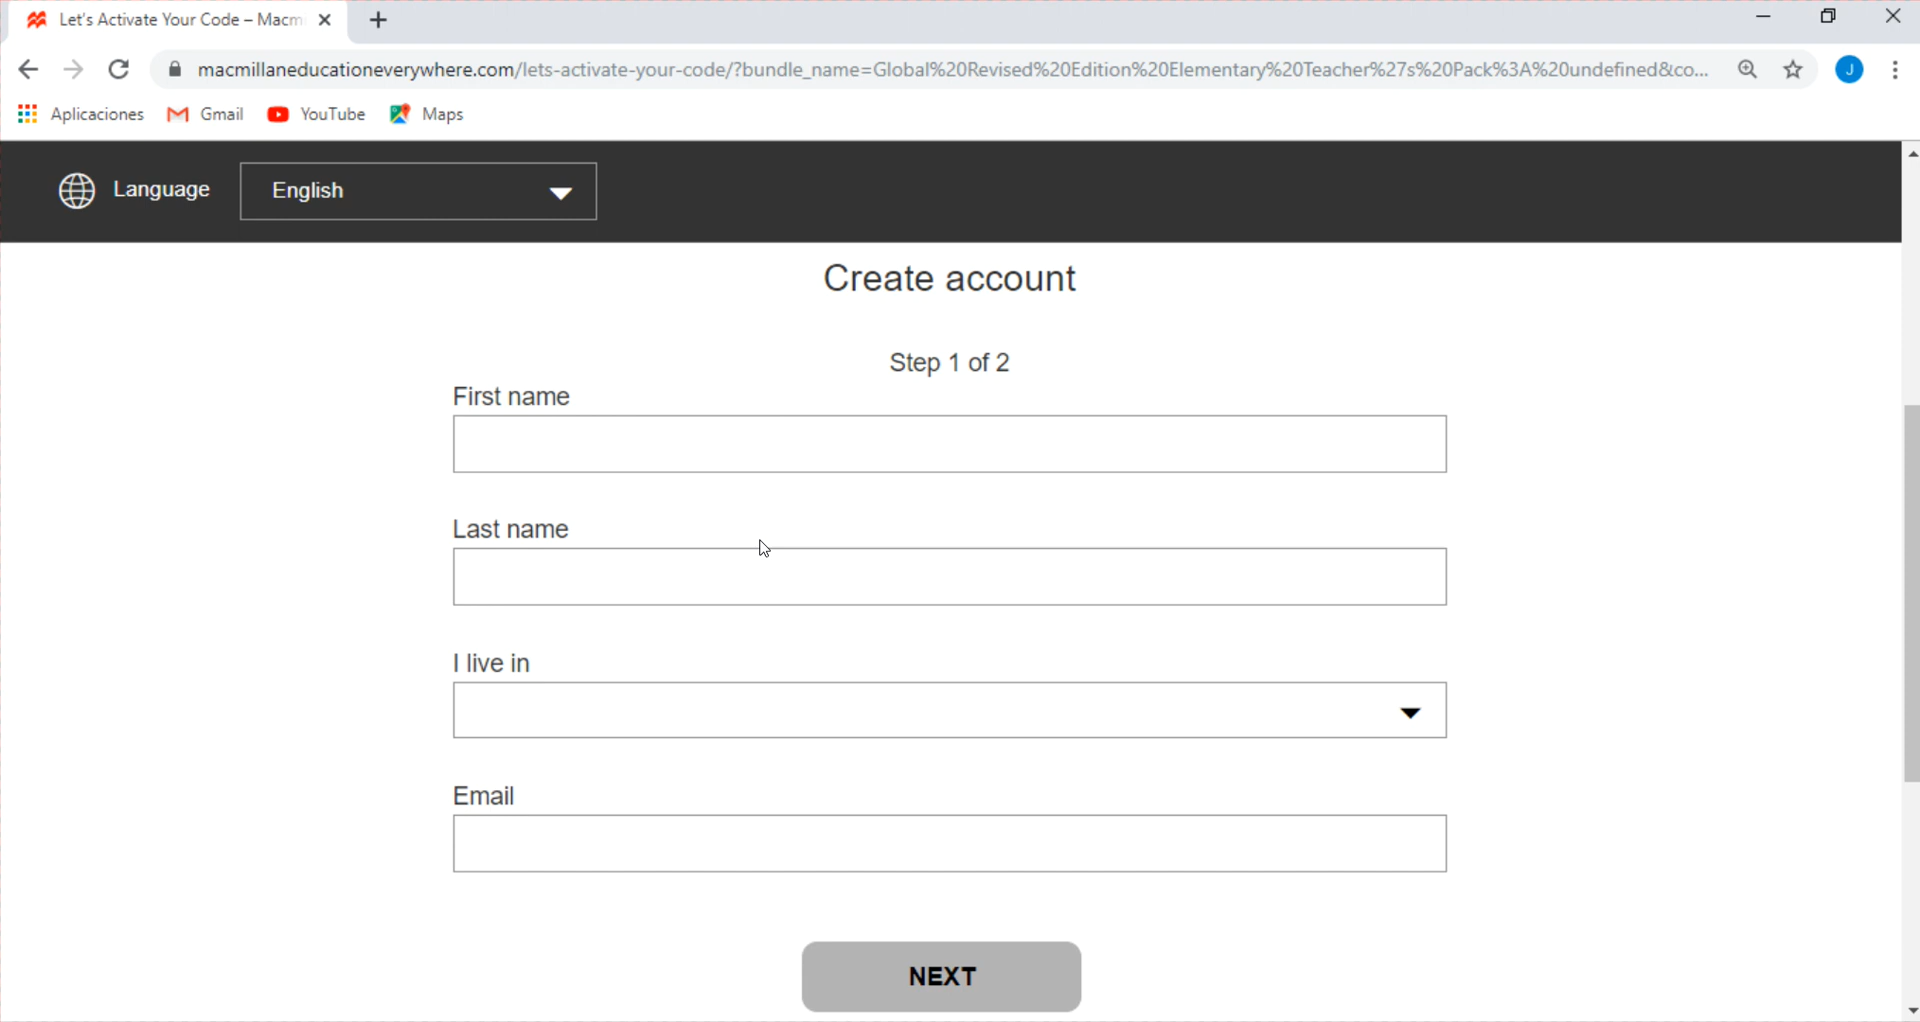 Let's Activate Your Code – Macm
macmillaneducationeverywhere.com/lets-activate-your-code/?bundle_name=Global%20Revised%20Edition%20Elementary%20Teacher%27s%20Pack%3A%20undefined&co...
J
Aplicaciones
Gmail
YouTube
Maps
Language
English
Create account
Step 1 of 2
First name
Last name
I live in
Email
NEXT